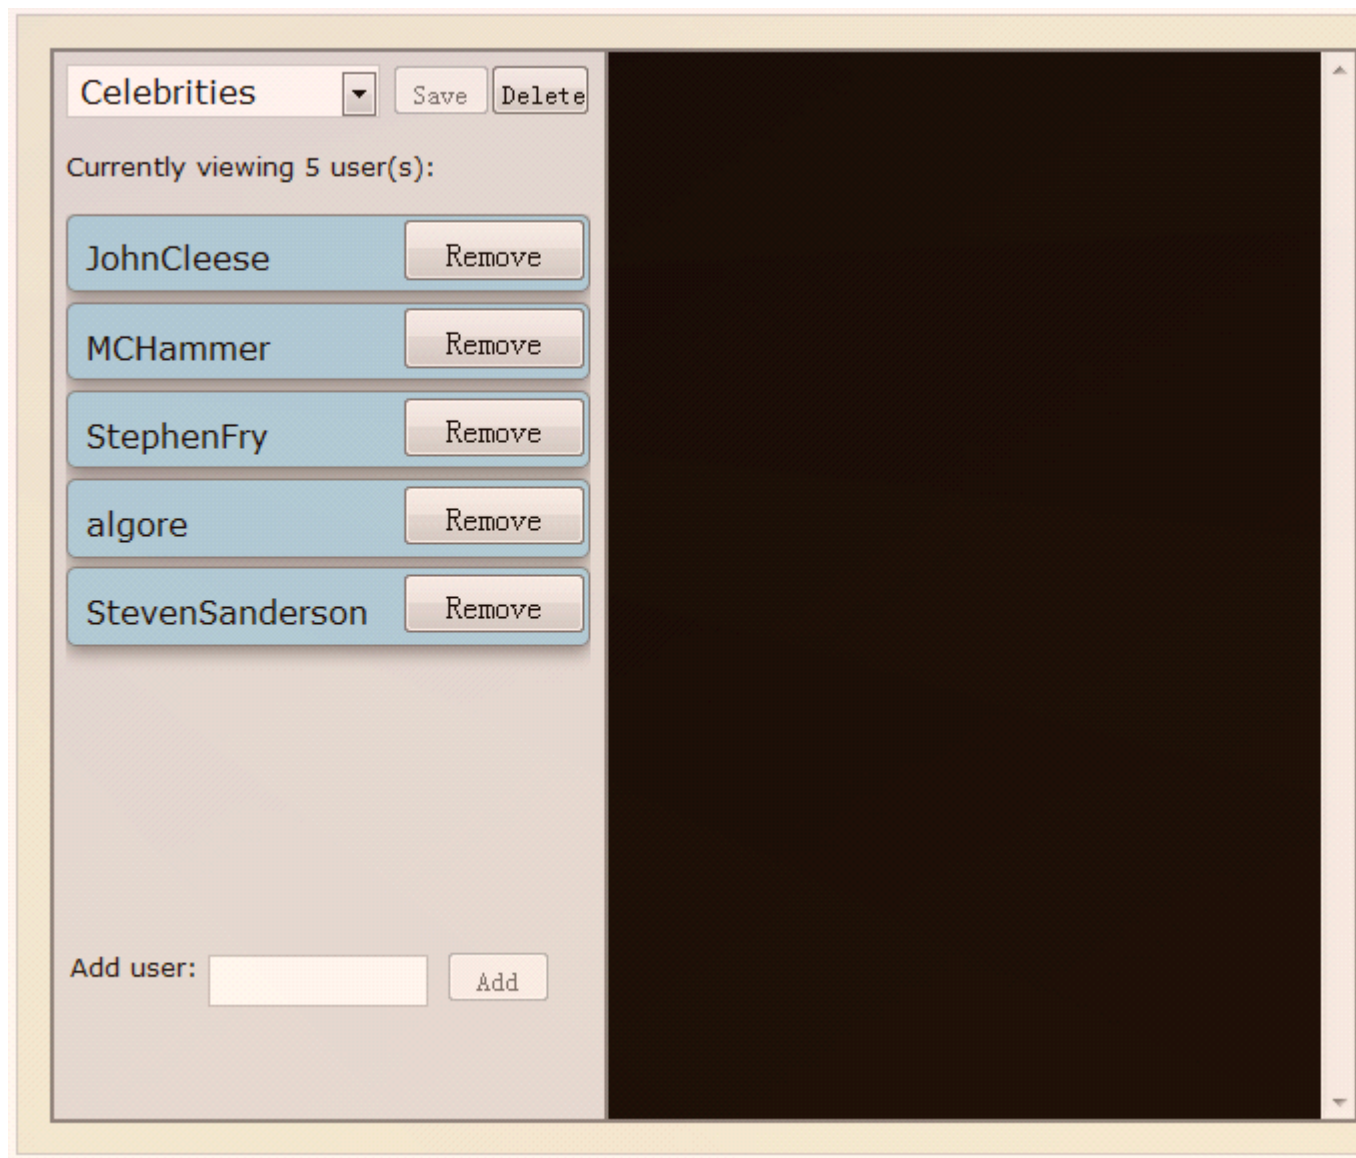 Celebrities Save Delete
Currently viewing 5 user(s):
JohnCleese Remove
MCHammer Remove
StephenFry Remove
algore Remove
StevenSanderson Remove
Add user: Add